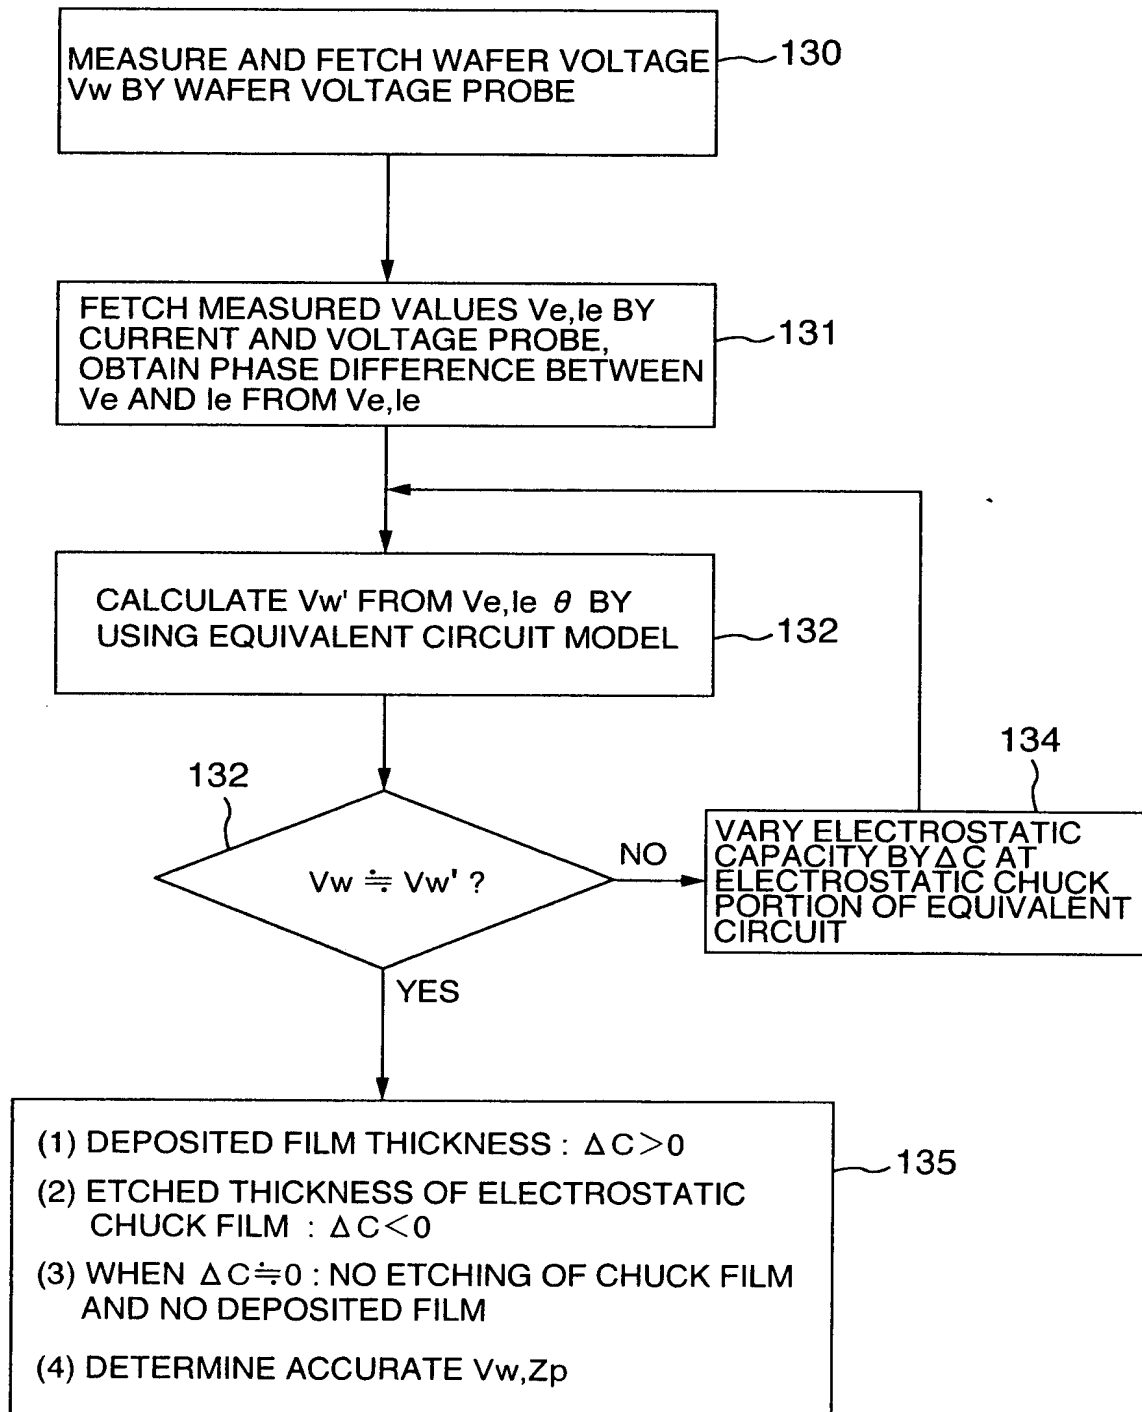 MEASURE AND FETCH WAFER VOLTAGE
Vw BY WAFER VOLTAGE PROBE
130
FETCH MEASURED VALUES Ve,Ie BY
CURRENT AND VOLTAGE PROBE,
OBTAIN PHASE DIFFERENCE BETWEEN
Ve AND Ie FROM Ve,Ie
131
CALCULATE Vw' FROM Ve,Ie θ BY
USING EQUIVALENT CIRCUIT MODEL
132
132
Vw ≒ Vw' ?
NO
134
VARY ELECTROSTATIC
CAPACITY BY ΔC AT
ELECTROSTATIC CHUCK
PORTION OF EQUIVALENT
CIRCUIT
YES
(1) DEPOSITED FILM THICKNESS : ΔC>0
(2) ETCHED THICKNESS OF ELECTROSTATIC
CHUCK FILM : ΔC<0
(3) WHEN ΔC≒0 : NO ETCHING OF CHUCK FILM
AND NO DEPOSITED FILM
(4) DETERMINE ACCURATE Vw,Zp
135